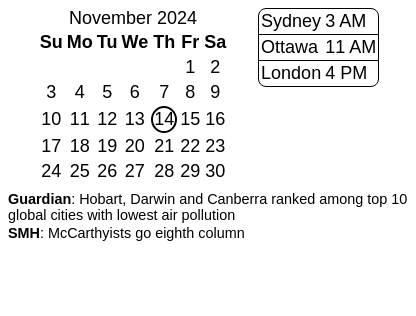 November 2024
Su Mo Tu We Th Fr Sa
1 2
3 4 5 6 7 8 9
10 11 12 13 14 15 16
17 18 19 20 21 22 23
24 25 26 27 28 29 30
Sydney 3 AM
Ottawa 11 AM
London 4 PM
Guardian: Hobart, Darwin and Canberra ranked among top 10
global cities with lowest air pollution
SMH: McCarthyists go eighth column